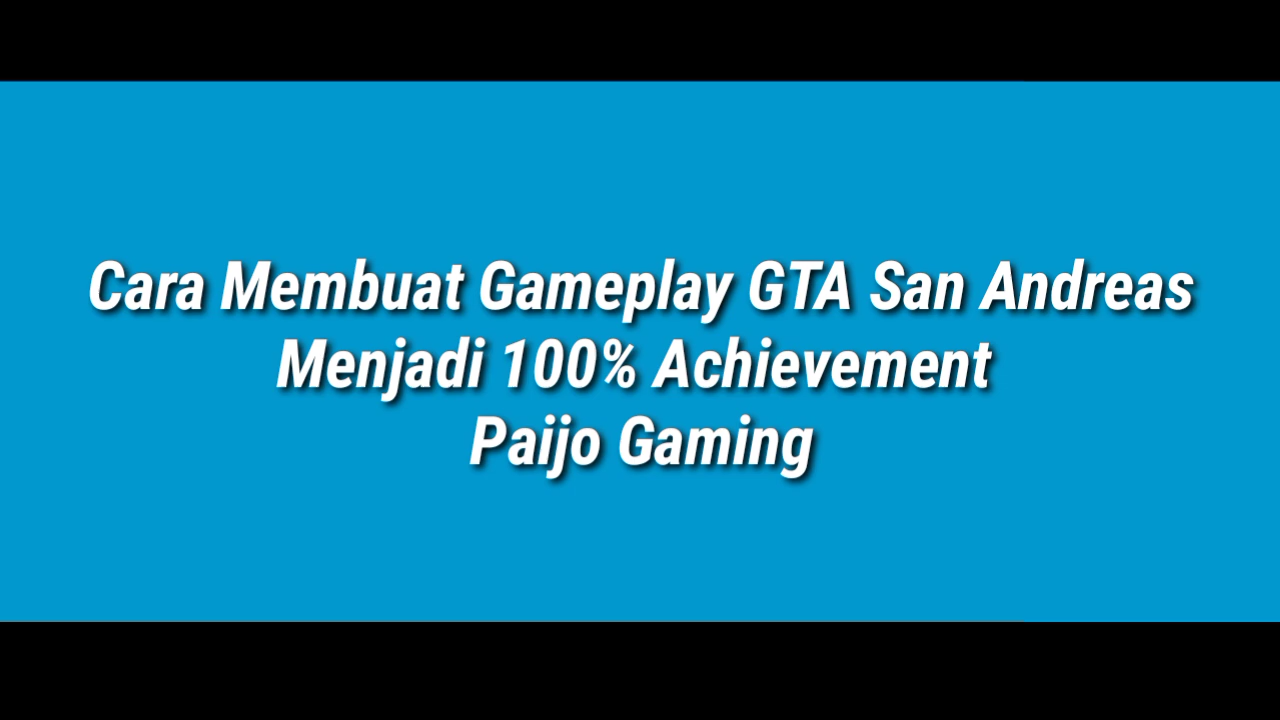 Cara Membuat Gameplay GTA San Andreas
Menjadi 100% Achievement
Paijo Gaming